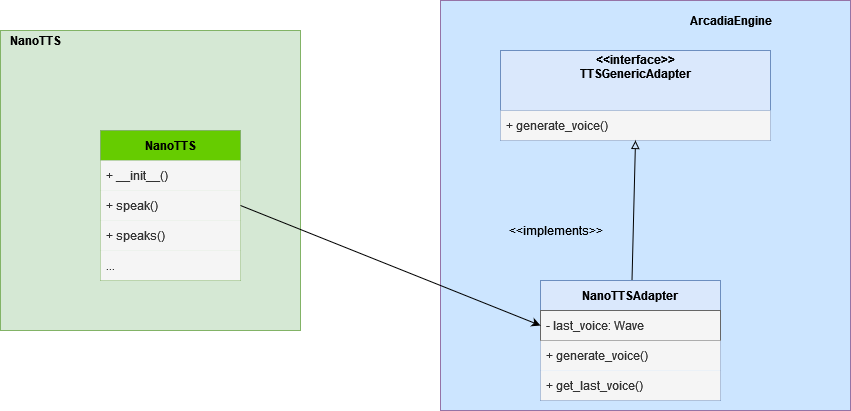 NanoTTS
NanoTTS
+ __init__()
+ speak()
+ speaks()
...
ArcadiaEngine
<<interface>>
TTSGenericAdapter
+ generate_voice()
<<implements>>
NanoTTSAdapter
- last_voice: Wave
+ generate_voice()
+ get_last_voice()